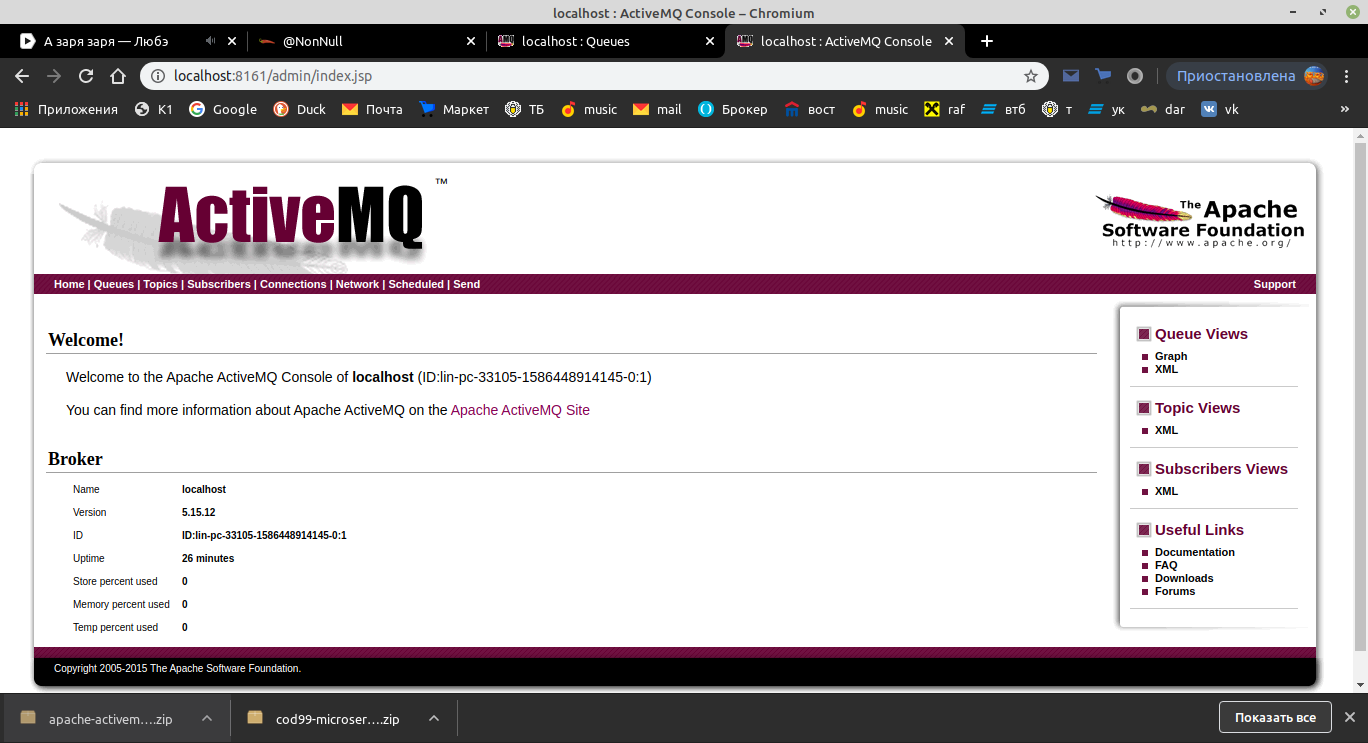 localhost : ActiveMQ Console – Chromium
А заря заря — Любэ
@NonNull
localhost : Queues
localhost : ActiveMQ Console
localhost:8161/admin/index.jsp
Приостановлена
Приложения К1 Google Duck Почта Маркет ТБ music mail Брокер вост music raf втб т ук dar vk »
ActiveMQ ™
The Apache
Software Foundation
http://www.apache.org/
Home | Queues | Topics | Subscribers | Connections | Network | Scheduled | Send
Support
Welcome!
Welcome to the Apache ActiveMQ Console of localhost (ID:lin-pc-33105-1586448914145-0:1)
You can find more information about Apache ActiveMQ on the Apache ActiveMQ Site
Broker
Name localhost
Version 5.15.12
ID ID:lin-pc-33105-1586448914145-0:1
Uptime 26 minutes
Store percent used 0
Memory percent used 0
Temp percent used 0
Queue Views
Graph
XML
Topic Views
XML
Subscribers Views
XML
Useful Links
Documentation
FAQ
Downloads
Forums
Copyright 2005-2015 The Apache Software Foundation.
apache-activem….zip
cod99-microser….zip
Показать все